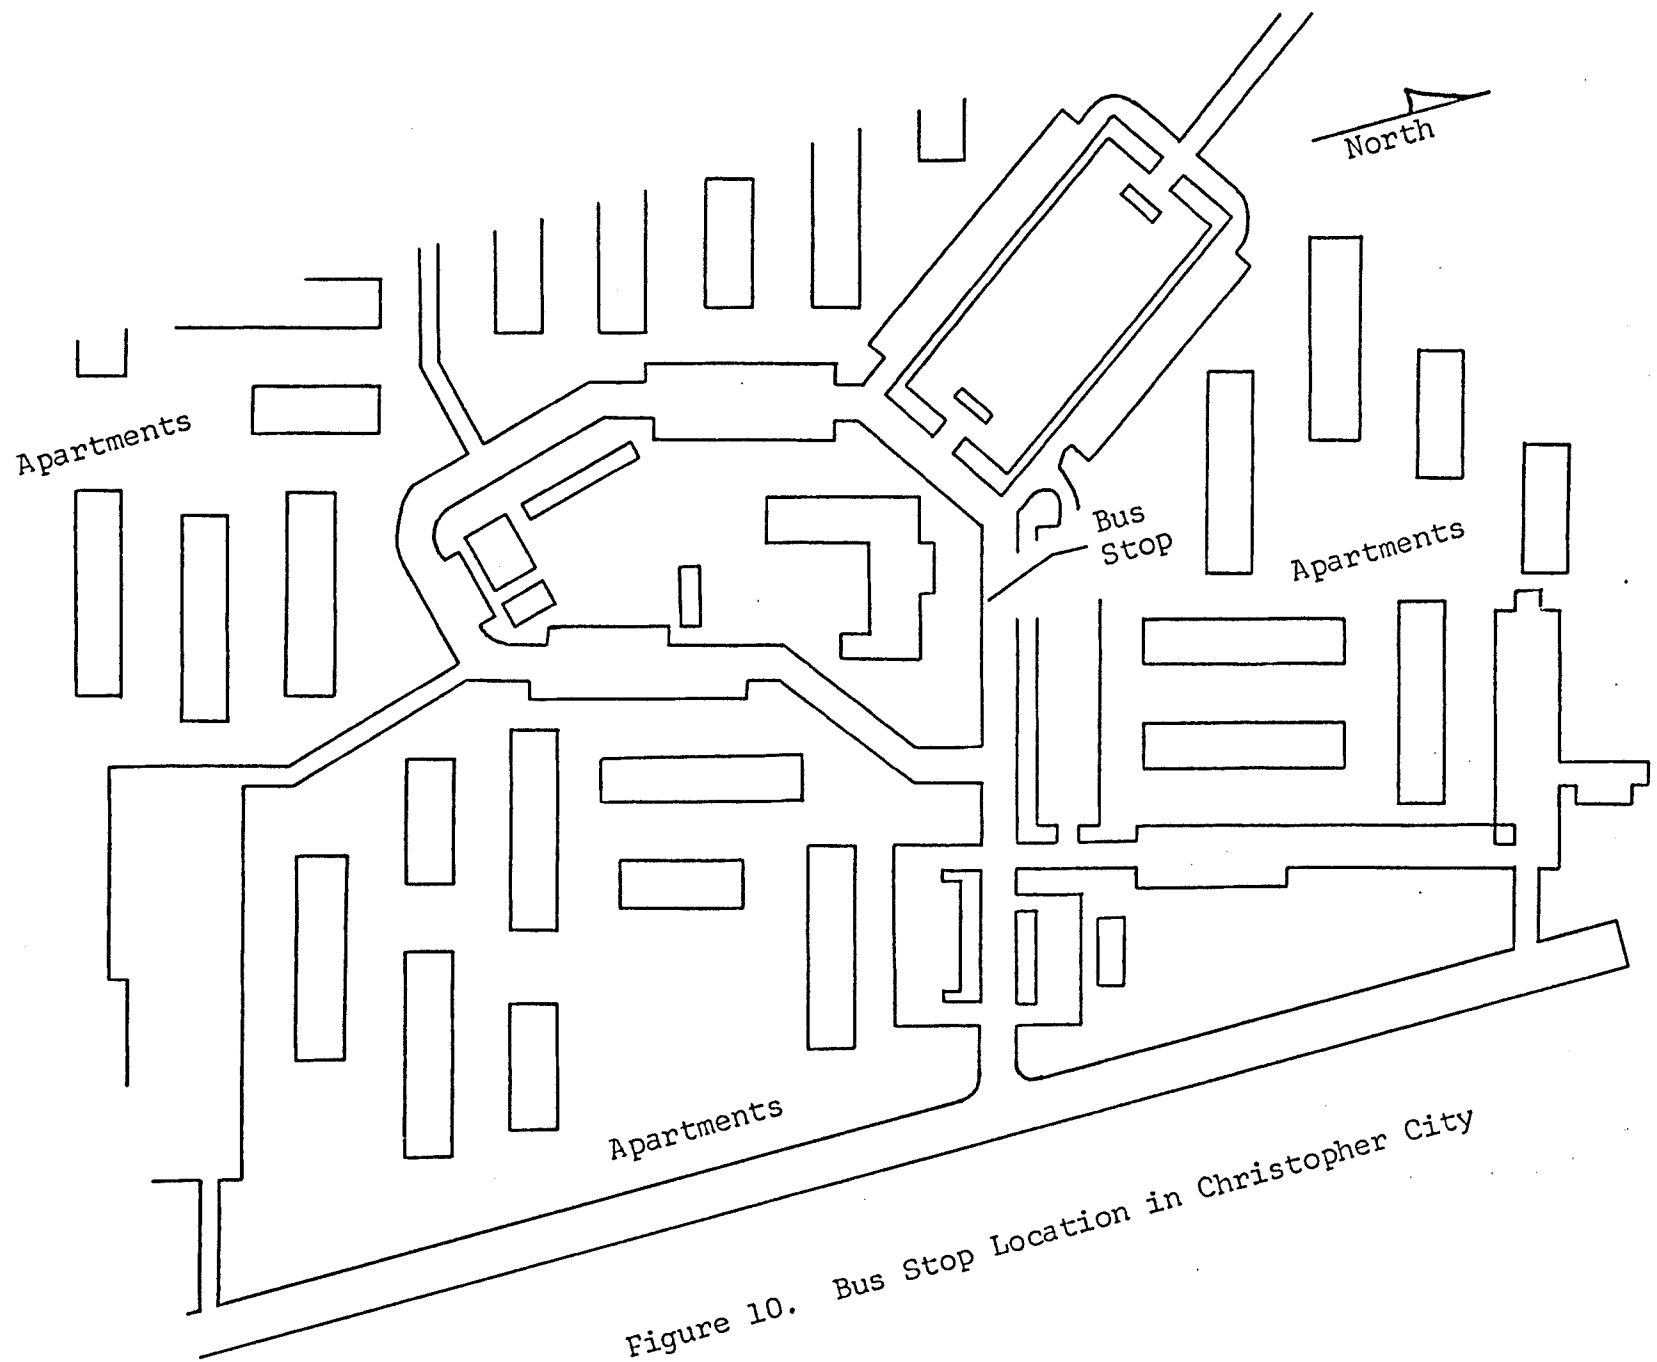 North
Apartments
Bus
Stop
Apartments
Apartments
Figure 10. Bus Stop Location in Christopher City